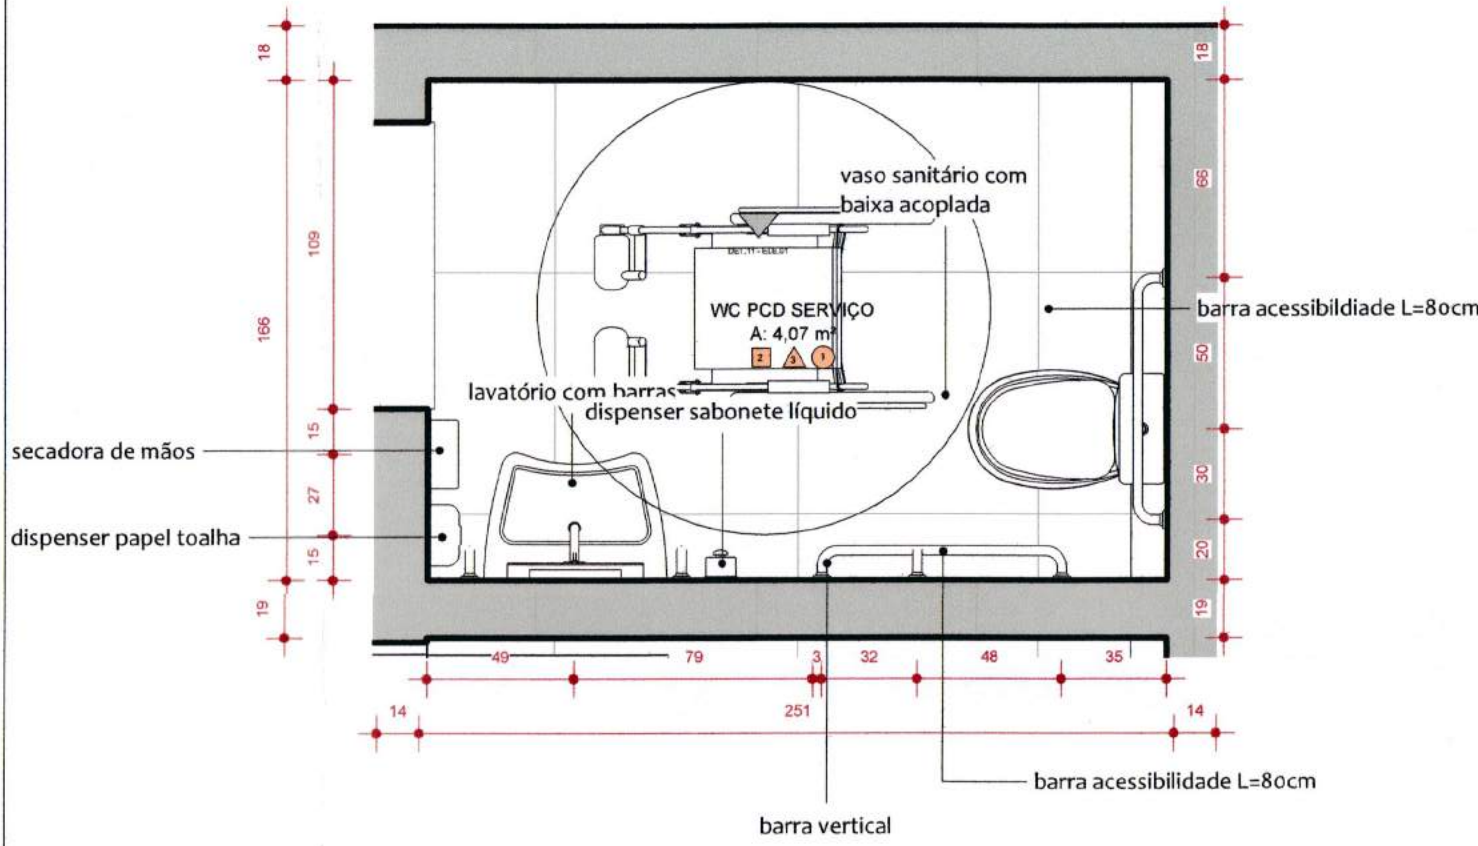 18
18
vaso sanitário com
baixa acoplada
66
109
WC PCD SERVIÇO
A: 4,07 m²
2
3
1
barra acessibildiade L=80cm
166
50
lavatório com barras
dispenser sabonete líquido
secadora de mãos
15
30
27
dispenser papel toalha
15
20
19
19
49
79
3
32
48
35
14
251
14
barra acessibilidade L=80cm
barra vertical